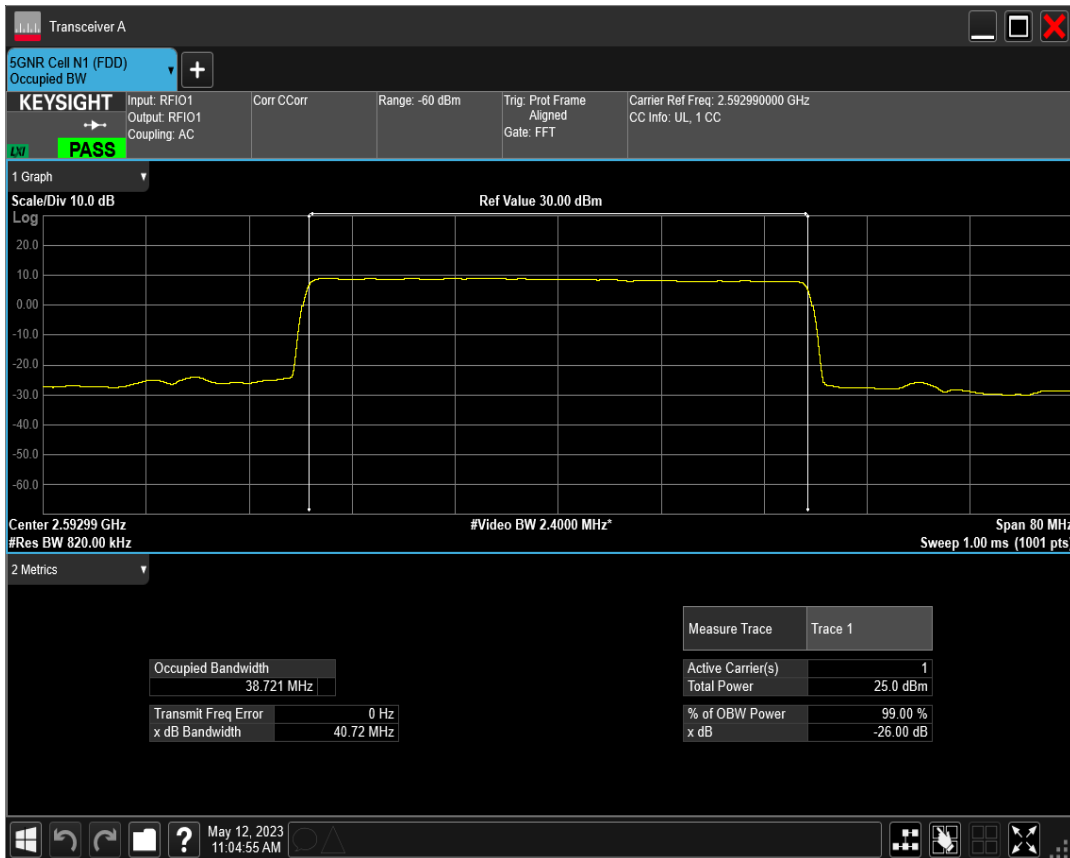 Transceiver A
5GNR Cell N1 (FDD)
Occupied BW
+
KEYSIGHT
LXI
PASS
Input: RFIO1
Output: RFIO1
Coupling: AC
Corr CCorr
Range: -60 dBm
Trig: Prot Frame
Aligned
Gate: FFT
Carrier Ref Freq: 2.592990000 GHz
CC Info: UL, 1 CC
1 Graph
Scale/Div 10.0 dB
Ref Value 30.00 dBm
Log
20.0
10.0
0.00
-10.0
-20.0
-30.0
-40.0
-50.0
-60.0
Center 2.59299 GHz
#Video BW 2.4000 MHz*
Span 80 MHz
#Res BW 820.00 kHz
Sweep 1.00 ms (1001 pts)
2 Metrics
Measure Trace Trace 1
Occupied Bandwidth
38.721 MHz
Transmit Freq Error 0 Hz
x dB Bandwidth 40.72 MHz
Active Carrier(s) 1
Total Power 25.0 dBm
% of OBW Power 99.00 %
x dB -26.00 dB
?
May 12, 2023
11:04:55 AM